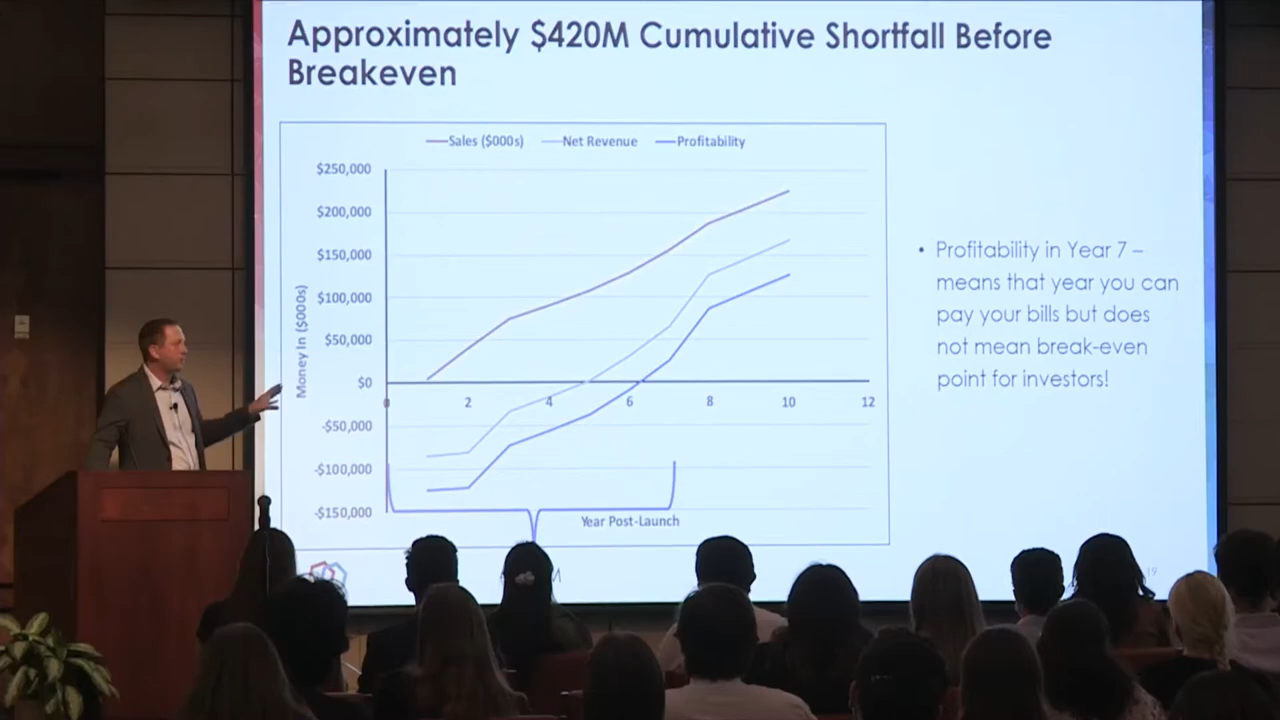 Approximately $420M Cumulative Shortfall Before
Breakeven
Sales ($000s) Net Revenue Profitability
$250,000
$200,000
$150,000
$100,000
$50,000
$0
-$50,000
-$100,000
-$150,000
Money In ($000s)
0 2 4 6 8 10 12
Year Post-Launch
• Profitability in Year 7 –
means that year you can
pay your bills but does
not mean break-even
point for investors!
19